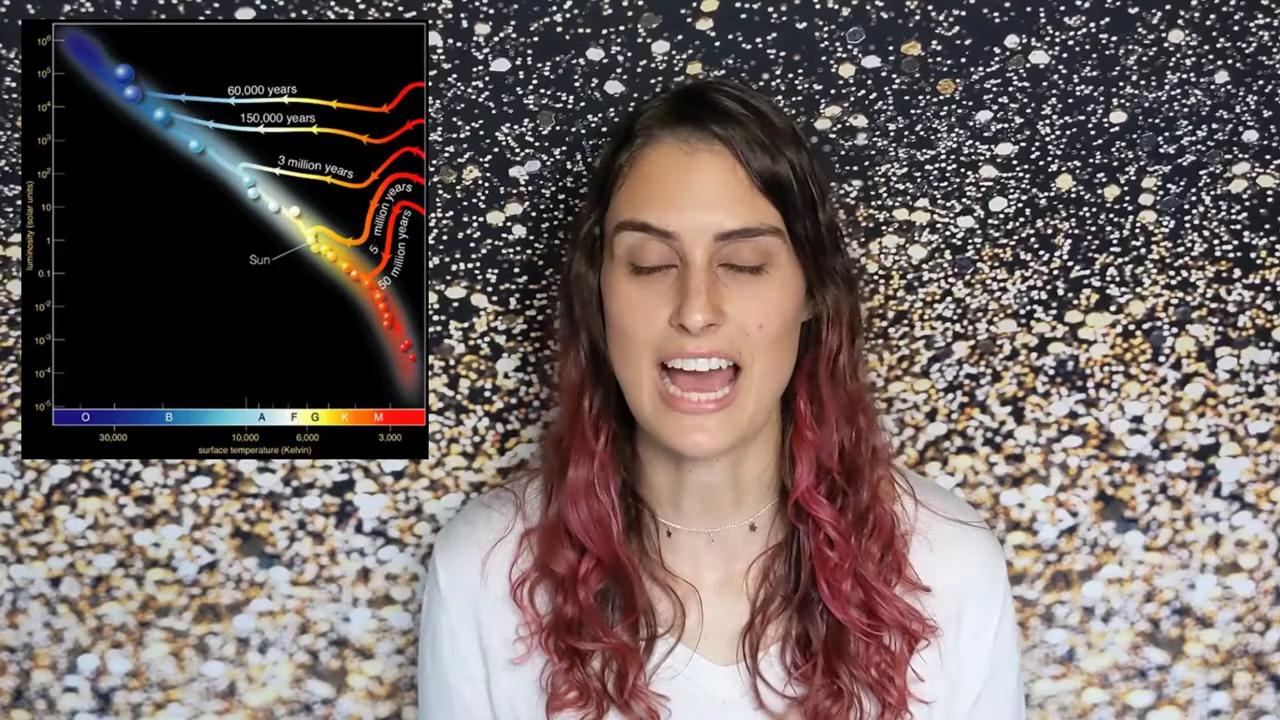 10⁶
10⁵
10⁴
10³
10²
10
1
0.1
10⁻²
10⁻³
10⁻⁴
10⁻⁵
luminosity (solar units)
60,000 years
150,000 years
3 million years
5 million years
50 million years
Sun
O B A F G K M
30,000 10,000 6,000 3,000
surface temperature (Kelvin)